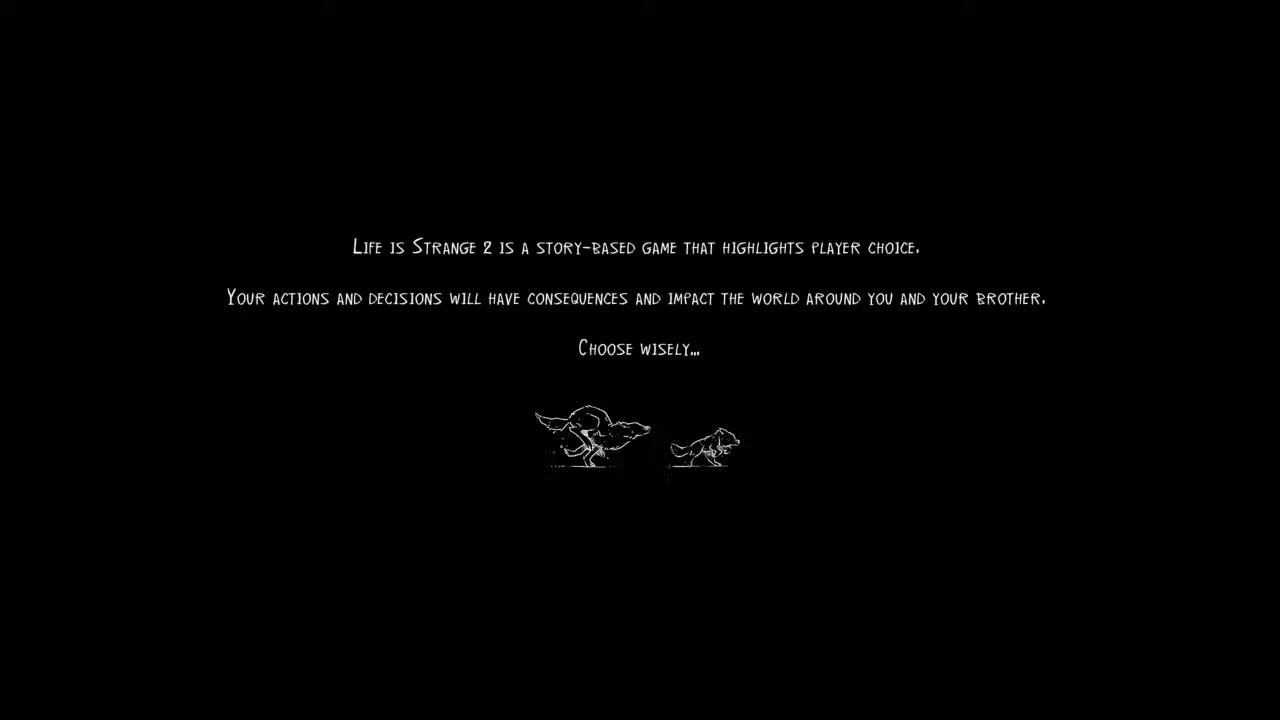 Life is Strange 2 is a story-based game that highlights player choice.
Your actions and decisions will have consequences and impact the world around you and your brother.
Choose wisely...